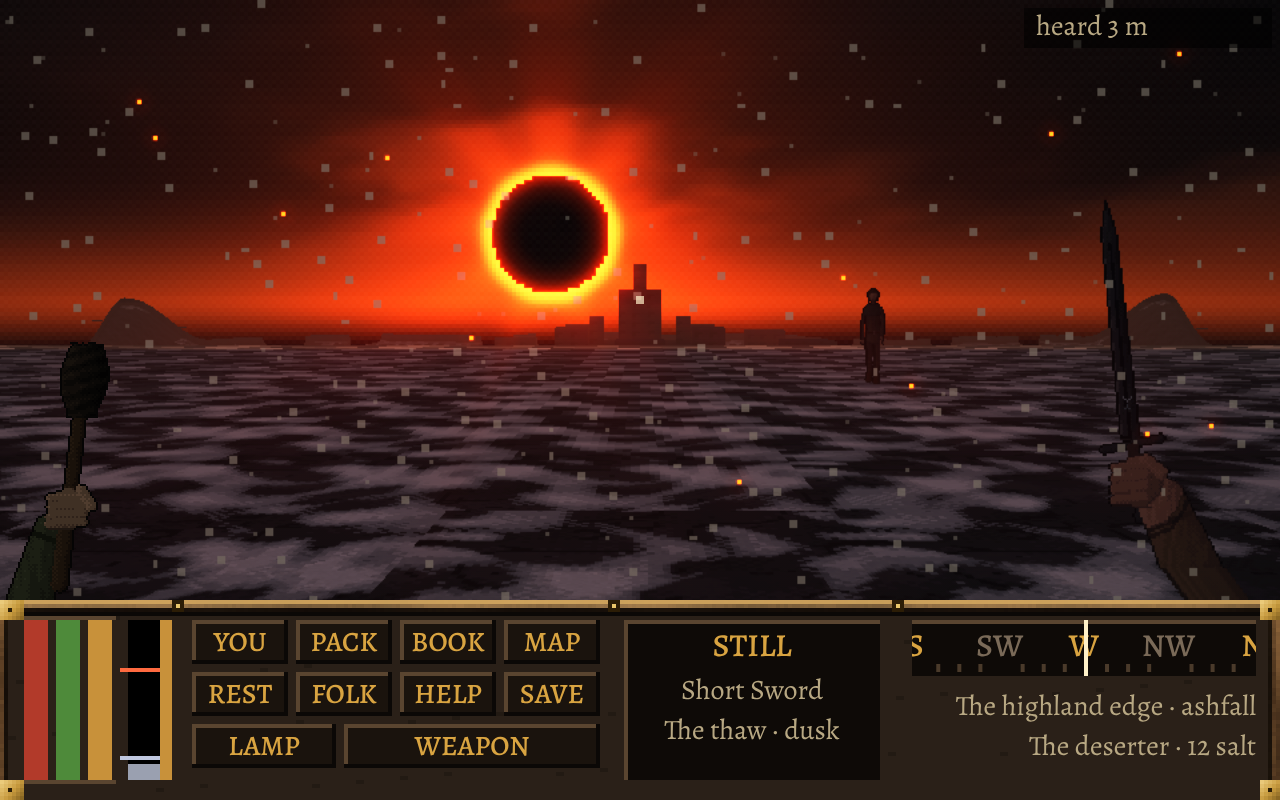 heard 3 m
YOU PACK BOOK MAP
REST FOLK HELP SAVE
LAMP WEAPON
STILL
Short Sword
The thaw · dusk
S SW W NW N
The highland edge · ashfall
The deserter · 12 salt